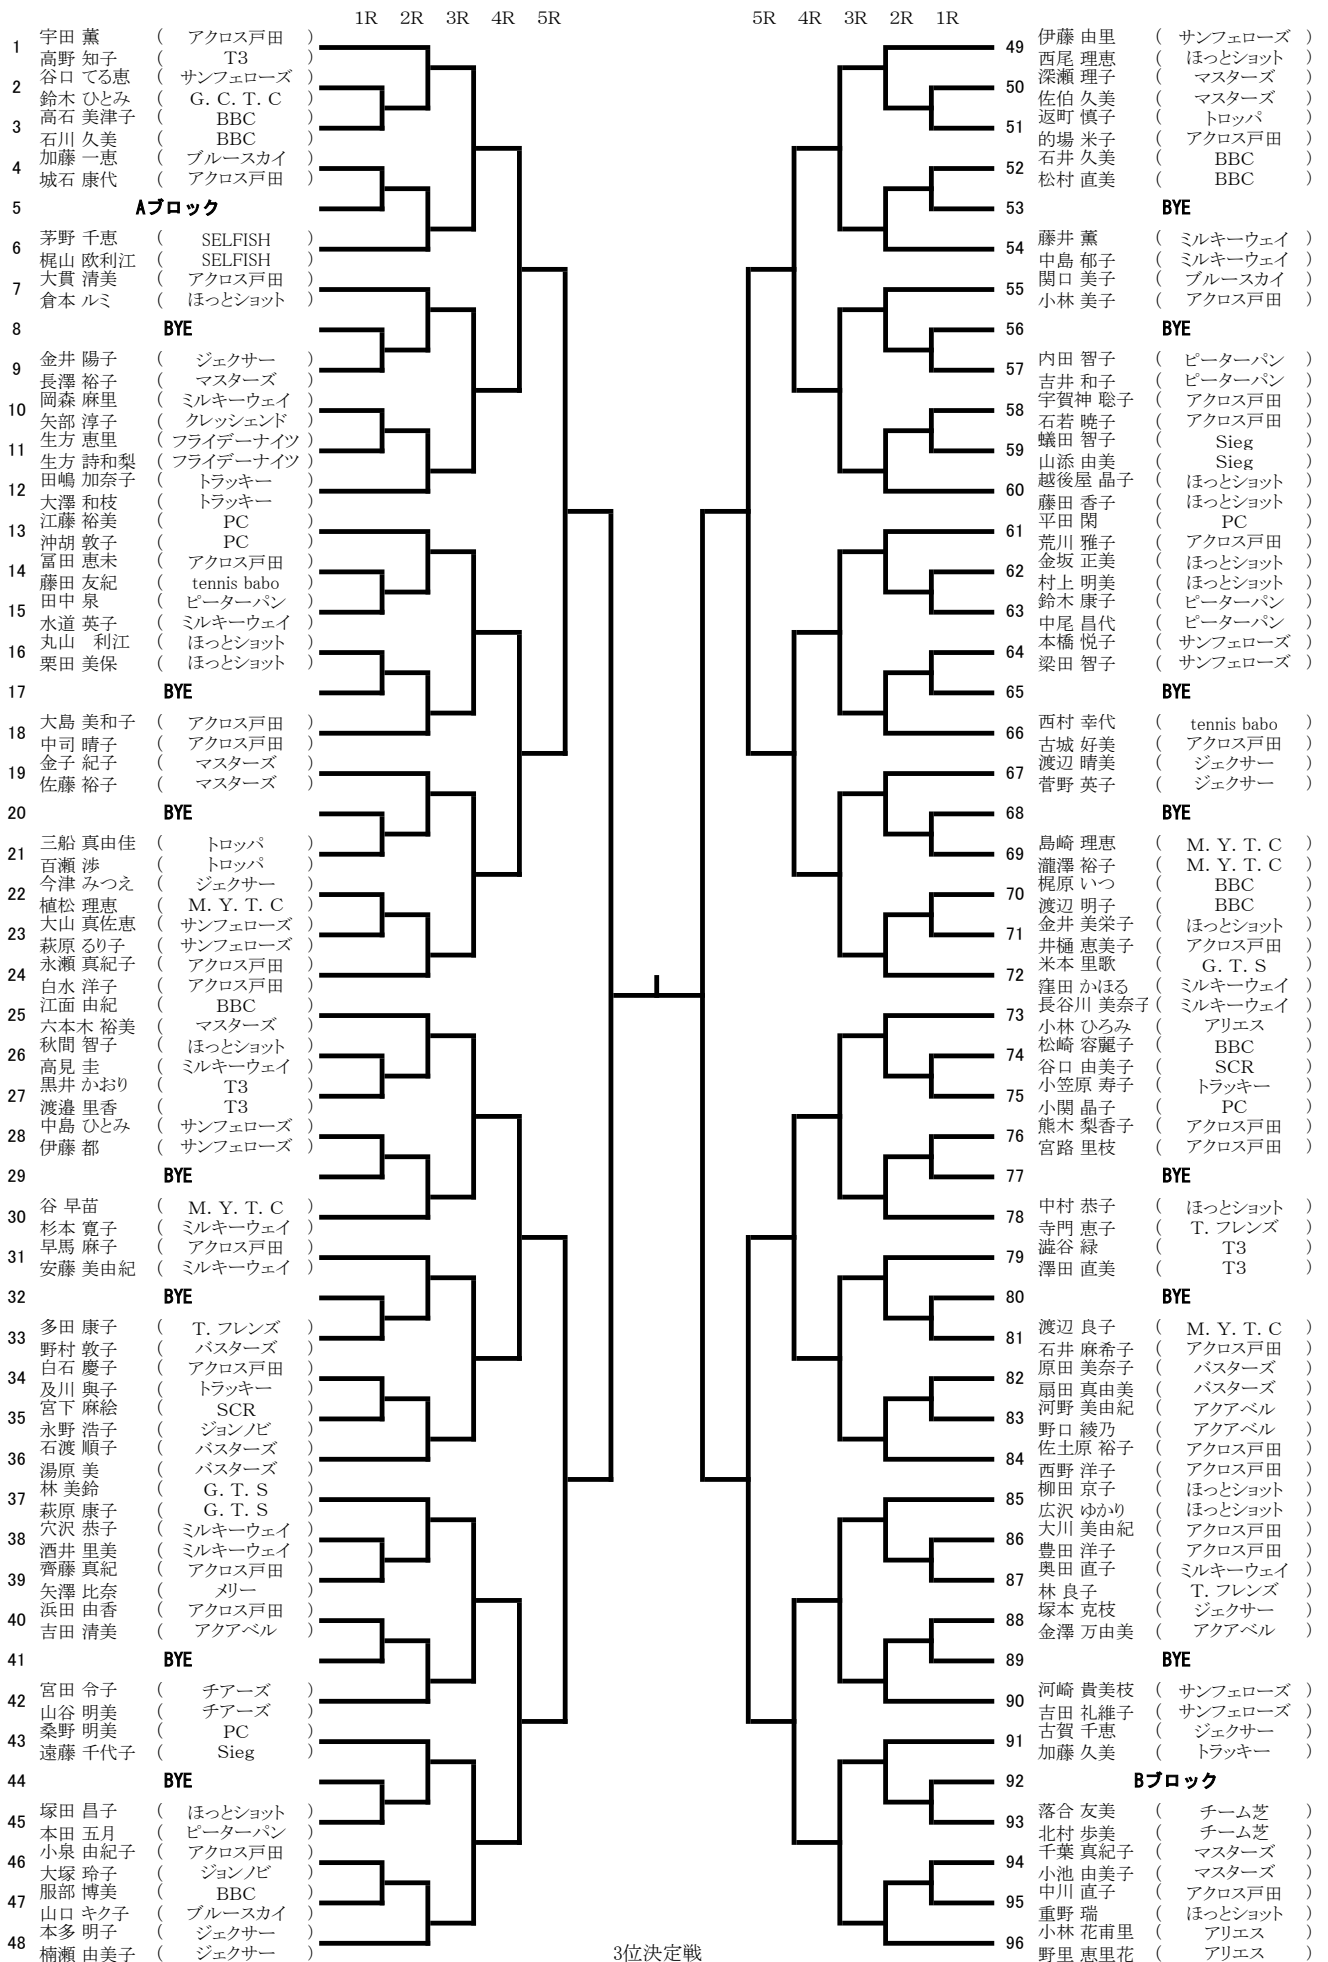 1R 2R 3R 4R 5R
1
宇田 薫 ( アクロス戸田 )
高野 知子 ( T3 )
2
谷口 てる恵 ( サンフェローズ )
鈴木 ひとみ ( G. C. T. C )
3
高石 美津子 ( BBC )
石川 久美 ( BBC )
4
加藤 一恵 ( ブルースカイ )
城石 康代 ( アクロス戸田 )
5 Aブロック
6
茅野 千恵 ( SELFISH )
梶山 欧利江 ( SELFISH )
7
大貫 清美 ( アクロス戸田 )
倉本 ルミ ( ほっとショット )
8 BYE
9
金井 陽子 ( ジェクサー )
長澤 裕子 ( マスターズ )
10
岡森 麻里 ( ミルキーウェイ )
矢部 淳子 ( クレッシェンド )
11
生方 恵里 ( フライデーナイツ )
生方 詩和梨 ( フライデーナイツ )
12
田嶋 加奈子 ( トラッキー )
大澤 和枝 ( トラッキー )
13
江藤 裕美 ( PC )
沖胡 敦子 ( PC )
14
冨田 恵未 ( アクロス戸田 )
藤田 友紀 ( tennis babo )
15
田中 泉 ( ピーターパン )
水道 英子 ( ミルキーウェイ )
16
丸山 利江 ( ほっとショット )
栗田 美保 ( ほっとショット )
17 BYE
18
大島 美和子 ( アクロス戸田 )
中司 晴子 ( アクロス戸田 )
19
金子 紀子 ( マスターズ )
佐藤 裕子 ( マスターズ )
20 BYE
21
三船 真由佳 ( トロッパ )
百瀬 渉 ( トロッパ )
22
今津 みつえ ( ジェクサー )
植松 理恵 ( M. Y. T. C )
23
大山 真佐恵 ( サンフェローズ )
萩原 るり子 ( サンフェローズ )
24
永瀬 真紀子 ( アクロス戸田 )
白水 洋子 ( アクロス戸田 )
25
江面 由紀 ( BBC )
六本木 裕美 ( マスターズ )
26
秋間 智子 ( ほっとショット )
高見 圭 ( ミルキーウェイ )
27
黒井 かおり ( T3 )
渡邉 里香 ( T3 )
28
中島 ひとみ ( サンフェローズ )
伊藤 都 ( サンフェローズ )
29 BYE
30
谷 早苗 ( M. Y. T. C )
杉本 寛子 ( ミルキーウェイ )
31
早馬 麻子 ( アクロス戸田 )
安藤 美由紀 ( ミルキーウェイ )
32 BYE
33
多田 康子 ( T. フレンズ )
野村 敦子 ( バスターズ )
34
白石 慶子 ( アクロス戸田 )
及川 與子 ( トラッキー )
35
宮下 麻絵 ( SCR )
永野 浩子 ( ジョンノビ )
36
石渡 順子 ( バスターズ )
湯原 美 ( バスターズ )
37
林 美鈴 ( G. T. S )
萩原 康子 ( G. T. S )
38
穴沢 恭子 ( ミルキーウェイ )
酒井 里美 ( ミルキーウェイ )
39
齊藤 真紀 ( アクロス戸田 )
矢澤 比奈 ( メリー )
40
浜田 由香 ( アクロス戸田 )
吉田 清美 ( アクアベル )
41 BYE
42
宮田 令子 ( チアーズ )
山谷 明美 ( チアーズ )
43
桑野 明美 ( PC )
遠藤 千代子 ( Sieg )
44 BYE
45
塚田 昌子 ( ほっとショット )
本田 五月 ( ピーターパン )
46
小泉 由紀子 ( アクロス戸田 )
大塚 玲子 ( ジョンノビ )
47
服部 博美 ( BBC )
山口 キク子 ( ブルースカイ )
48
本多 明子 ( ジェクサー )
楠瀬 由美子 ( ジェクサー )
3位決定戦
5R 4R 3R 2R 1R
49
伊藤 由里 ( サンフェローズ )
西尾 理恵 ( ほっとショット )
50
深瀬 理子 ( マスターズ )
佐伯 久美 ( マスターズ )
51
返町 慎子 ( トロッパ )
的場 米子 ( アクロス戸田 )
52
石井 久美 ( BBC )
松村 直美 ( BBC )
53 BYE
54
藤井 薫 ( ミルキーウェイ )
中島 郁子 ( ミルキーウェイ )
55
関口 美子 ( ブルースカイ )
小林 美子 ( アクロス戸田 )
56 BYE
57
内田 智子 ( ピーターパン )
吉井 和子 ( ピーターパン )
58
宇賀神 聡子 ( アクロス戸田 )
石若 暁子 ( アクロス戸田 )
59
蟻田 智子 ( Sieg )
山添 由美 ( Sieg )
60
越後屋 晶子 ( ほっとショット )
藤田 香子 ( ほっとショット )
61
平田 閑 ( PC )
荒川 雅子 ( アクロス戸田 )
62
金坂 正美 ( ほっとショット )
村上 明美 ( ほっとショット )
63
鈴木 康子 ( ピーターパン )
中尾 昌代 ( ピーターパン )
64
本橋 悦子 ( サンフェローズ )
梁田 智子 ( サンフェローズ )
65 BYE
66
西村 幸代 ( tennis babo )
古城 好美 ( アクロス戸田 )
67
渡辺 晴美 ( ジェクサー )
菅野 英子 ( ジェクサー )
68 BYE
69
島崎 理恵 ( M. Y. T. C )
瀧澤 裕子 ( M. Y. T. C )
70
梶原 いつ ( BBC )
渡辺 明子 ( BBC )
71
金井 美栄子 ( ほっとショット )
井樋 恵美子 ( アクロス戸田 )
72
米本 里歌 ( G. T. S )
窪田 かほる ( ミルキーウェイ )
73
長谷川 美奈子 ( ミルキーウェイ )
小林 ひろみ ( アリエス )
74
松崎 容麗子 ( BBC )
谷口 由美子 ( SCR )
75
小笠原 寿子 ( トラッキー )
小関 晶子 ( PC )
76
熊木 梨香子 ( アクロス戸田 )
宮路 里枝 ( アクロス戸田 )
77 BYE
78
中村 恭子 ( ほっとショット )
寺門 恵子 ( T. フレンズ )
79
澁谷 緑 ( T3 )
澤田 直美 ( T3 )
80 BYE
81
渡辺 良子 ( M. Y. T. C )
石井 麻希子 ( アクロス戸田 )
82
原田 美奈子 ( バスターズ )
扇田 真由美 ( バスターズ )
83
河野 美由紀 ( アクアベル )
野口 綾乃 ( アクアベル )
84
佐土原 裕子 ( アクロス戸田 )
西野 洋子 ( アクロス戸田 )
85
柳田 京子 ( ほっとショット )
広沢 ゆかり ( ほっとショット )
86
大川 美由紀 ( アクロス戸田 )
豊田 洋子 ( アクロス戸田 )
87
奥田 直子 ( ミルキーウェイ )
林 良子 ( T. フレンズ )
88
塚本 克枝 ( ジェクサー )
金澤 万由美 ( アクアベル )
89 BYE
90
河崎 貴美枝 ( サンフェローズ )
吉田 礼維子 ( サンフェローズ )
91
古賀 千恵 ( ジェクサー )
加藤 久美 ( トラッキー )
92 Bブロック
93
落合 友美 ( チーム芝 )
北村 歩美 ( チーム芝 )
94
千葉 真紀子 ( マスターズ )
小池 由美子 ( マスターズ )
95
中川 直子 ( アクロス戸田 )
重野 瑞 ( ほっとショット )
96
小林 花甫里 ( アリエス )
野里 恵里花 ( アリエス )